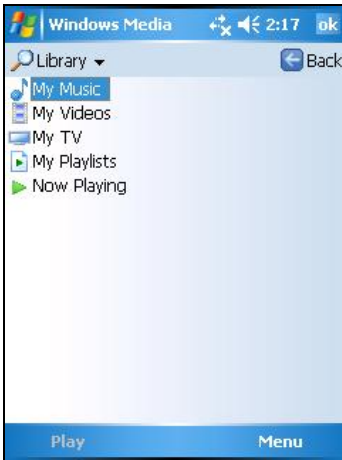 Windows Media 2:17 ok
Library Back
My Music
My Videos
My TV
My Playlists
Now Playing
Play Menu